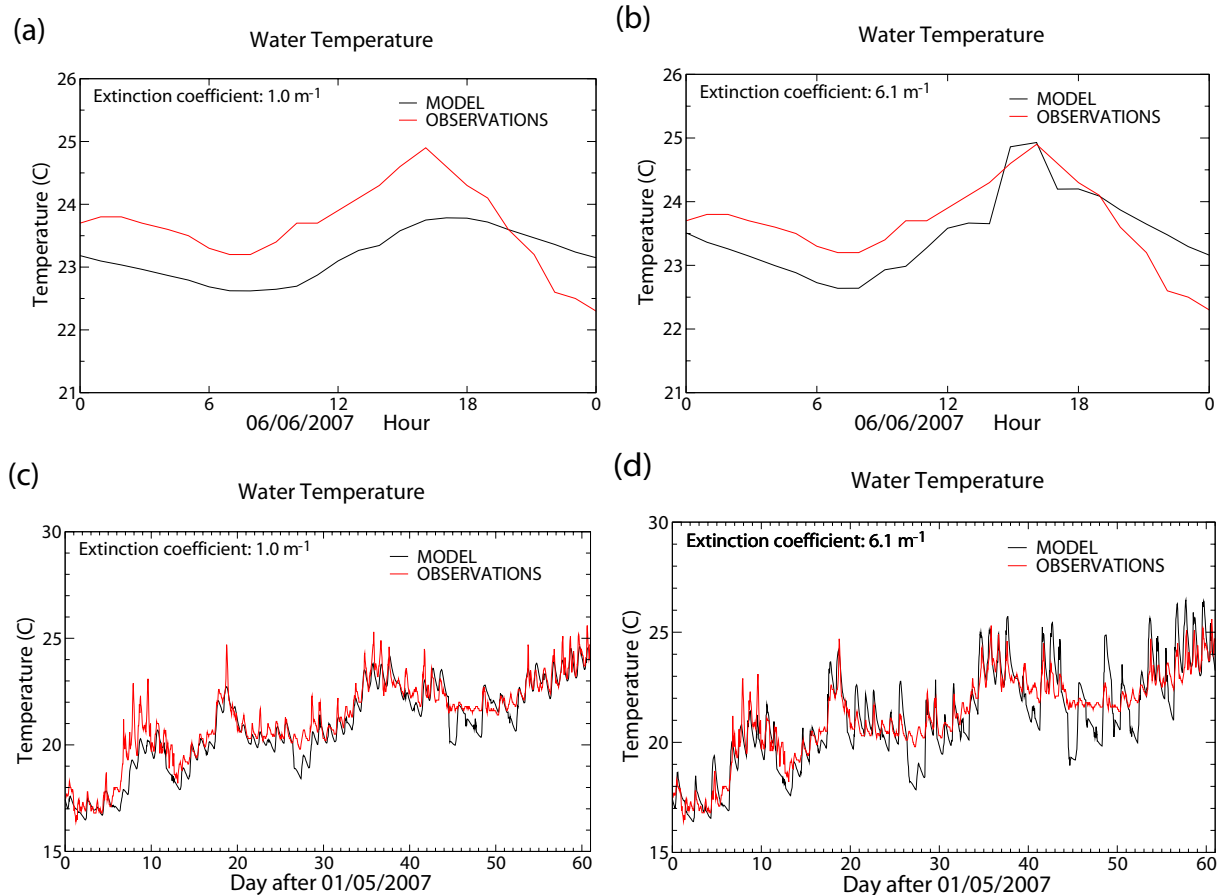 (a)
Water Temperature
Extinction coefficient: 1.0 m-1
MODEL
OBSERVATIONS
Temperature (C)
26
25
24
23
22
21
0
6
12
18
0
06/06/2007 Hour
(b)
Water Temperature
Extinction coefficient: 6.1 m-1
MODEL
OBSERVATIONS
Temperature (C)
26
25
24
23
22
21
0
6
12
18
0
06/06/2007 Hour
(c)
Water Temperature
Extinction coefficient: 1.0 m-1
MODEL
OBSERVATIONS
Temperature (C)
30
25
20
15
0
10
20
30
40
50
60
Day after 01/05/2007
(d)
Water Temperature
Extinction coefficient: 6.1 m-1
MODEL
OBSERVATIONS
Temperature (C)
30
25
20
15
0
10
20
30
40
50
60
Day after 01/05/2007